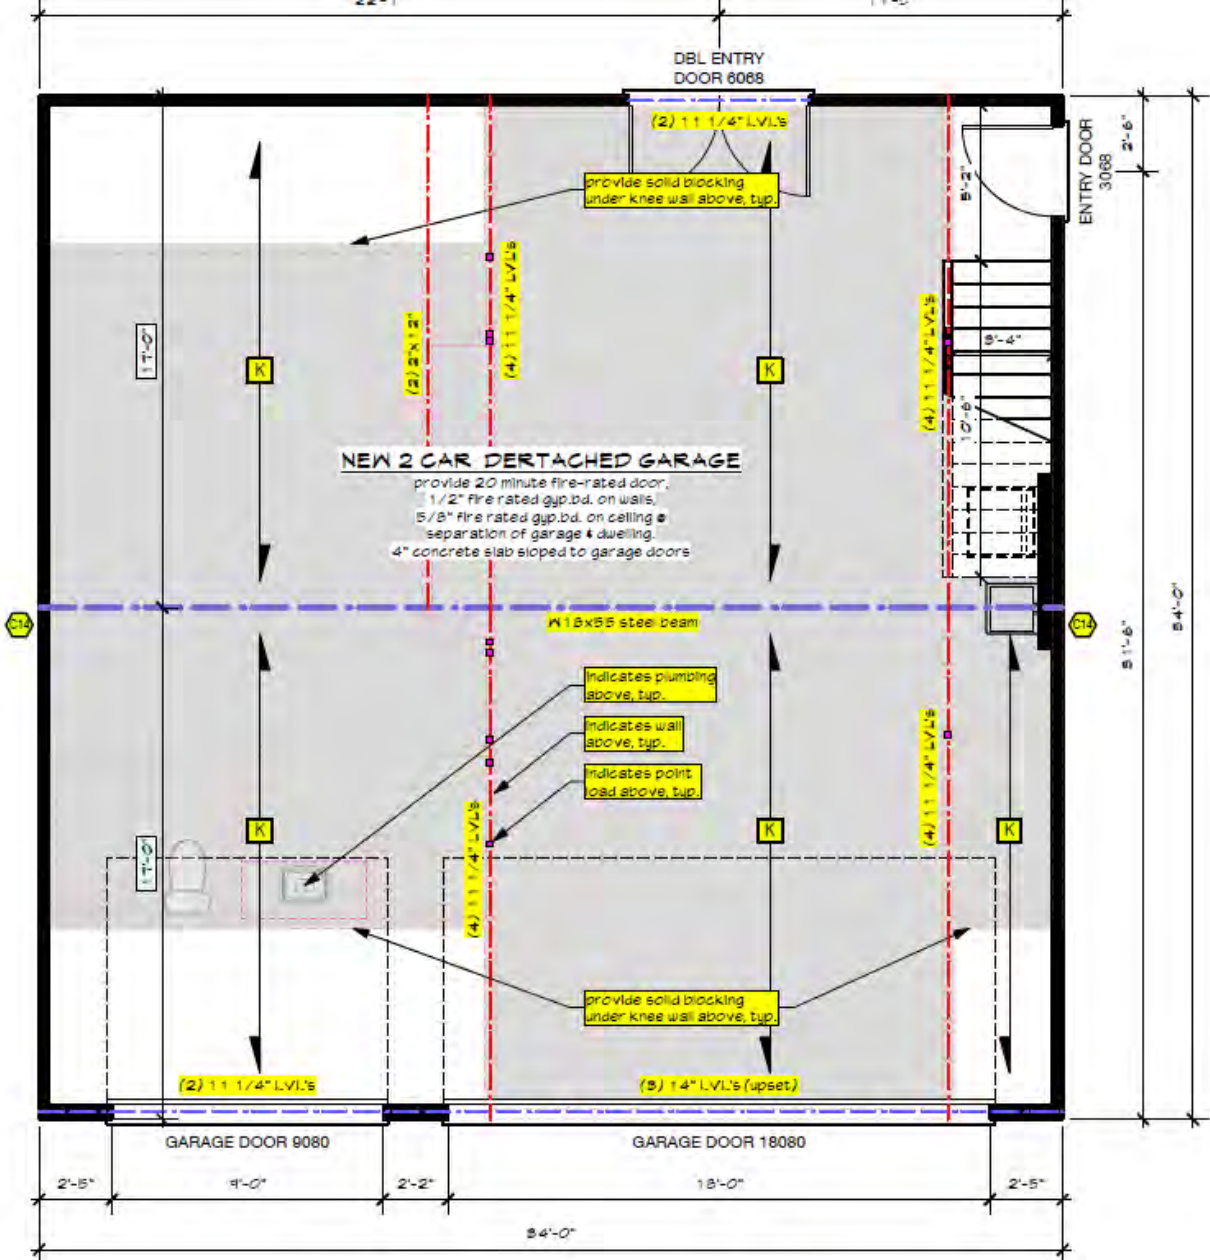 22'-1"
DBL ENTRY
DOOR 6068
(2) 11 1/4" LVL's
ENTRY DOOR
3068
2'-6"
5'-2"
provide solid blocking
under knee wall above, typ.
(4) 11 1/4" LVL's
(2) 2"x12"
(4) 11 1/4" LVL's
17'-0"
K
K
3'-4"
10'-6"
NEW 2 CAR DERTACHED GARAGE
provide 20 minute fire-rated door,
1/2" fire rated gyp.bd. on walls,
5/8" fire rated gyp.bd. on ceiling @
separation of garage & dwelling.
4" concrete slab sloped to garage doors
C14
W18x55 steel beam
C14
31'-6"
34'-0"
indicates plumbing
above, typ.
indicates wall
above, typ.
indicates point
load above, typ.
(4) 11 1/4" LVL's
(4) 11 1/4" LVL's
17'-0"
K
K
K
provide solid blocking
under knee wall above, typ.
(2) 11 1/4" LVL's
(3) 14" LVL's (upset)
GARAGE DOOR 9080
GARAGE DOOR 18080
2'-5"
9'-0"
2'-2"
18'-0"
2'-5"
34'-0"